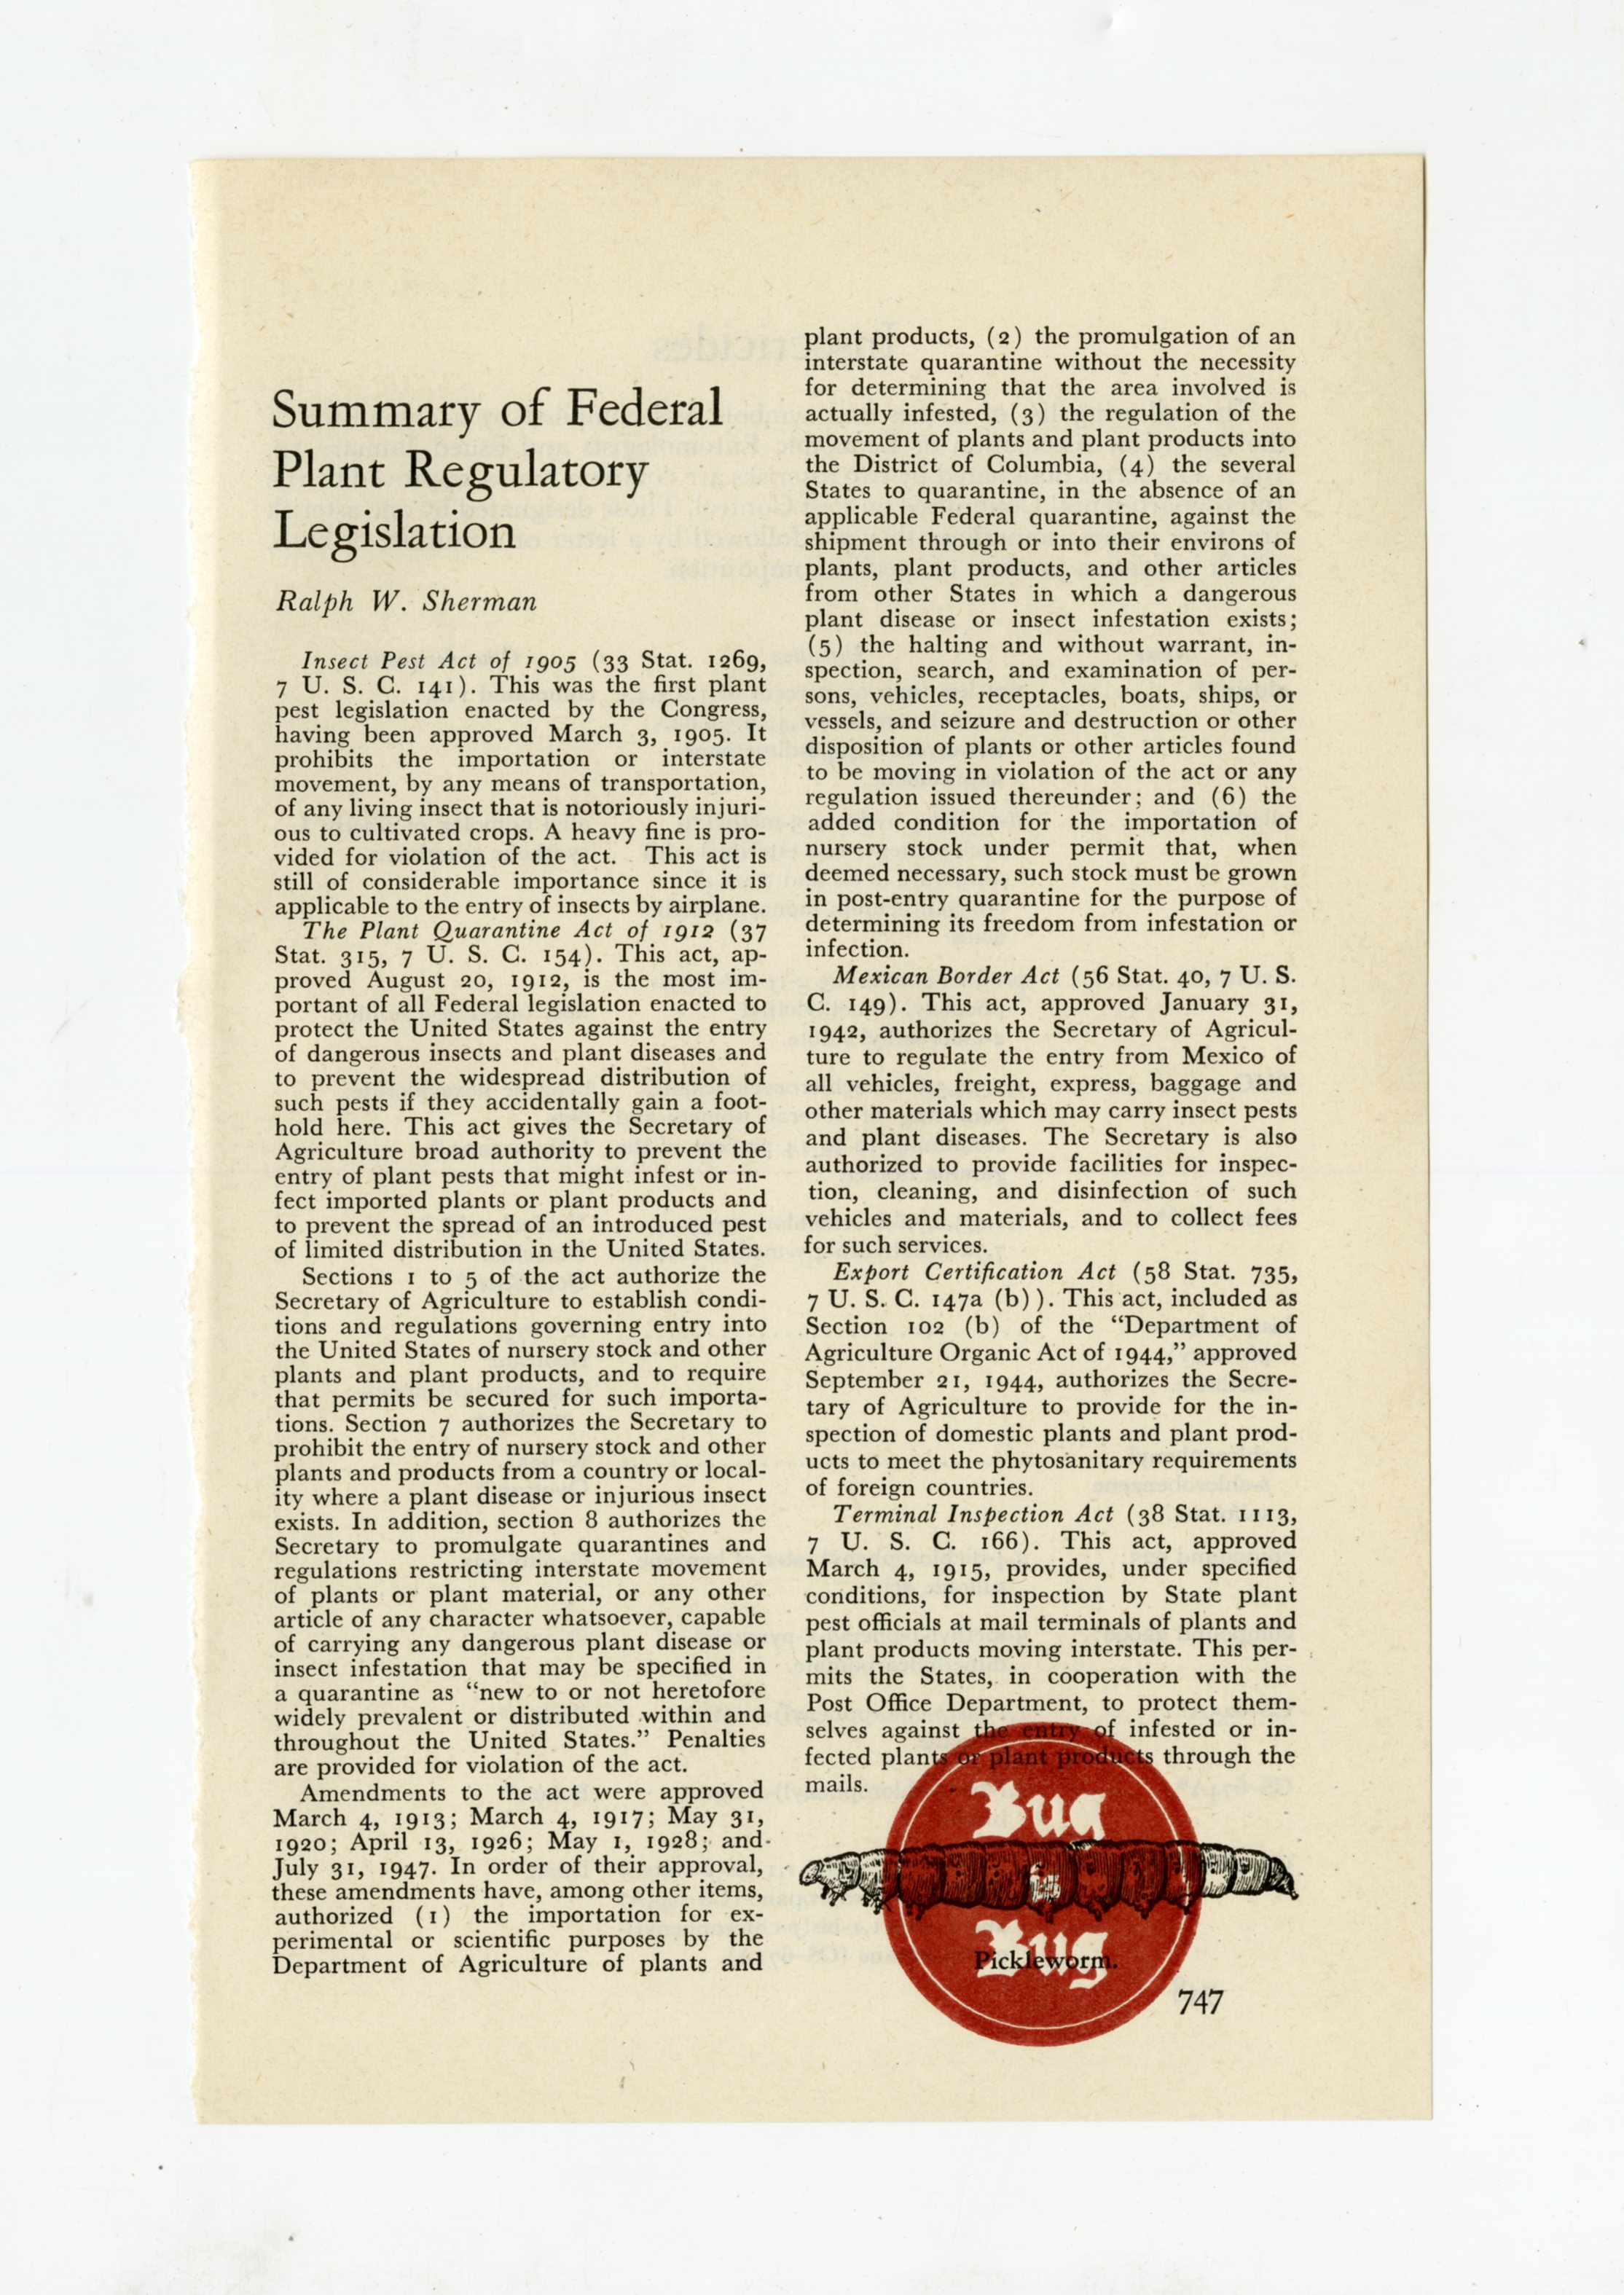 Summary of Federal
Plant Regulatory
Legislation
Ralph W. Sherman
Insect Pest Act of 1905 (33 Stat. 1269,
7 U. S. C. 141). This was the first plant
pest legislation enacted by the Congress,
having been approved March 3, 1905. It
prohibits the importation or interstate
movement, by any means of transportation,
of any living insect that is notoriously injuri-
ous to cultivated crops. A heavy fine is pro-
vided for violation of the act. This act is
still of considerable importance since it is
applicable to the entry of insects by airplane.
The Plant Quarantine Act of 1912 (37
Stat. 315, 7 U. S. C. 154). This act, ap-
proved August 20, 1912, is the most im-
portant of all Federal legislation enacted to
protect the United States against the entry
of dangerous insects and plant diseases and
to prevent the widespread distribution of
such pests if they accidentally gain a foot-
hold here. This act gives the Secretary of
Agriculture broad authority to prevent the
entry of plant pests that might infest or in-
fect imported plants or plant products and
to prevent the spread of an introduced pest
of limited distribution in the United States.
Sections 1 to 5 of the act authorize the
Secretary of Agriculture to establish condi-
tions and regulations governing entry into
the United States of nursery stock and other
plants and plant products, and to require
that permits be secured for such importa-
tions. Section 7 authorizes the Secretary to
prohibit the entry of nursery stock and other
plants and products from a country or local-
ity where a plant disease or injurious insect
exists. In addition, section 8 authorizes the
Secretary to promulgate quarantines and
regulations restricting interstate movement
of plants or plant material, or any other
article of any character whatsoever, capable
of carrying any dangerous plant disease or
insect infestation that may be specified in
a quarantine as “new to or not heretofore
widely prevalent or distributed within and
throughout the United States.” Penalties
are provided for violation of the act.
Amendments to the act were approved
March 4, 1913; March 4, 1917; May 31,
1920; April 13, 1926; May 1, 1928; and
July 31, 1947. In order of their approval,
these amendments have, among other items,
authorized (1) the importation for ex-
perimental or scientific purposes by the
Department of Agriculture of plants and
plant products, (2) the promulgation of an
interstate quarantine without the necessity
for determining that the area involved is
actually infested, (3) the regulation of the
movement of plants and plant products into
the District of Columbia, (4) the several
States to quarantine, in the absence of an
applicable Federal quarantine, against the
shipment through or into their environs of
plants, plant products, and other articles
from other States in which a dangerous
plant disease or insect infestation exists;
(5) the halting and without warrant, in-
spection, search, and examination of per-
sons, vehicles, receptacles, boats, ships, or
vessels, and seizure and destruction or other
disposition of plants or other articles found
to be moving in violation of the act or any
regulation issued thereunder; and (6) the
added condition for the importation of
nursery stock under permit that, when
deemed necessary, such stock must be grown
in post-entry quarantine for the purpose of
determining its freedom from infestation or
infection.
Mexican Border Act (56 Stat. 40, 7 U. S.
C. 149). This act, approved January 31,
1942, authorizes the Secretary of Agricul-
ture to regulate the entry from Mexico of
all vehicles, freight, express, baggage and
other materials which may carry insect pests
and plant diseases. The Secretary is also
authorized to provide facilities for inspec-
tion, cleaning, and disinfection of such
vehicles and materials, and to collect fees
for such services.
Export Certification Act (58 Stat. 735,
7 U. S. C. 147a (b)). This act, included as
Section 102 (b) of the “Department of
Agriculture Organic Act of 1944,” approved
September 21, 1944, authorizes the Secre-
tary of Agriculture to provide for the in-
spection of domestic plants and plant prod-
ucts to meet the phytosanitary requirements
of foreign countries.
Terminal Inspection Act (38 Stat. 1113,
7 U. S. C. 166). This act, approved
March 4, 1915, provides, under specified
conditions, for inspection by State plant
pest officials at mail terminals of plants and
plant products moving interstate. This per-
mits the States, in cooperation with the
Post Office Department, to protect them-
selves against the entry of infested or in-
fected plants or plant products through the
mails.
Bug
Bug
Pickleworm.
747